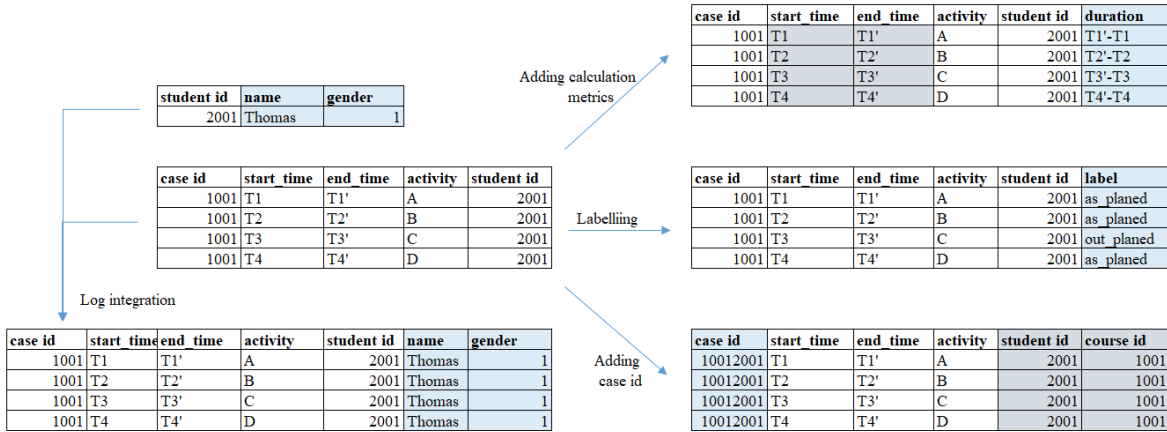 case id start_time end_time activity student id duration
1001 T1 T1' A 2001 T1'-T1
1001 T2 T2' B 2001 T2'-T2
1001 T3 T3' C 2001 T3'-T3
1001 T4 T4' D 2001 T4'-T4
Adding calculation
metrics
student id name gender
2001 Thomas 1
case id start_time end_time activity student id
1001 T1 T1' A 2001
1001 T2 T2' B 2001
1001 T3 T3' C 2001
1001 T4 T4' D 2001
Labelliing
case id start_time end_time activity student id label
1001 T1 T1' A 2001 as_planed
1001 T2 T2' B 2001 as_planed
1001 T3 T3' C 2001 out_planed
1001 T4 T4' D 2001 as_planed
Log integration
case id start_time end_time activity student id name gender
1001 T1 T1' A 2001 Thomas 1
1001 T2 T2' B 2001 Thomas 1
1001 T3 T3' C 2001 Thomas 1
1001 T4 T4' D 2001 Thomas 1
Adding
case id
case id start_time end_time activity student id course id
10012001 T1 T1' A 2001 1001
10012001 T2 T2' B 2001 1001
10012001 T3 T3' C 2001 1001
10012001 T4 T4' D 2001 1001